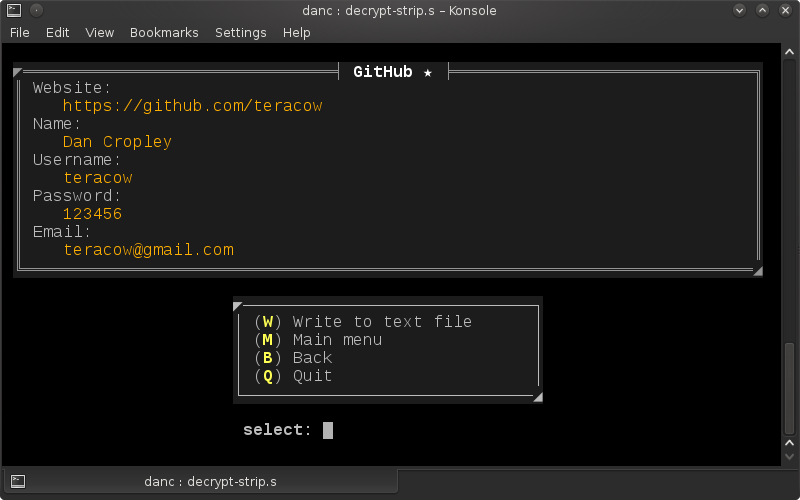 danc : decrypt-strip.s – Konsole
File Edit View Bookmarks Settings Help
GitHub ★
Website:
https://github.com/teracow
Name:
Dan Cropley
Username:
teracow
Password:
123456
Email:
teracow@gmail.com
(W) Write to text file
(M) Main menu
(B) Back
(Q) Quit
select:
danc : decrypt-strip.s